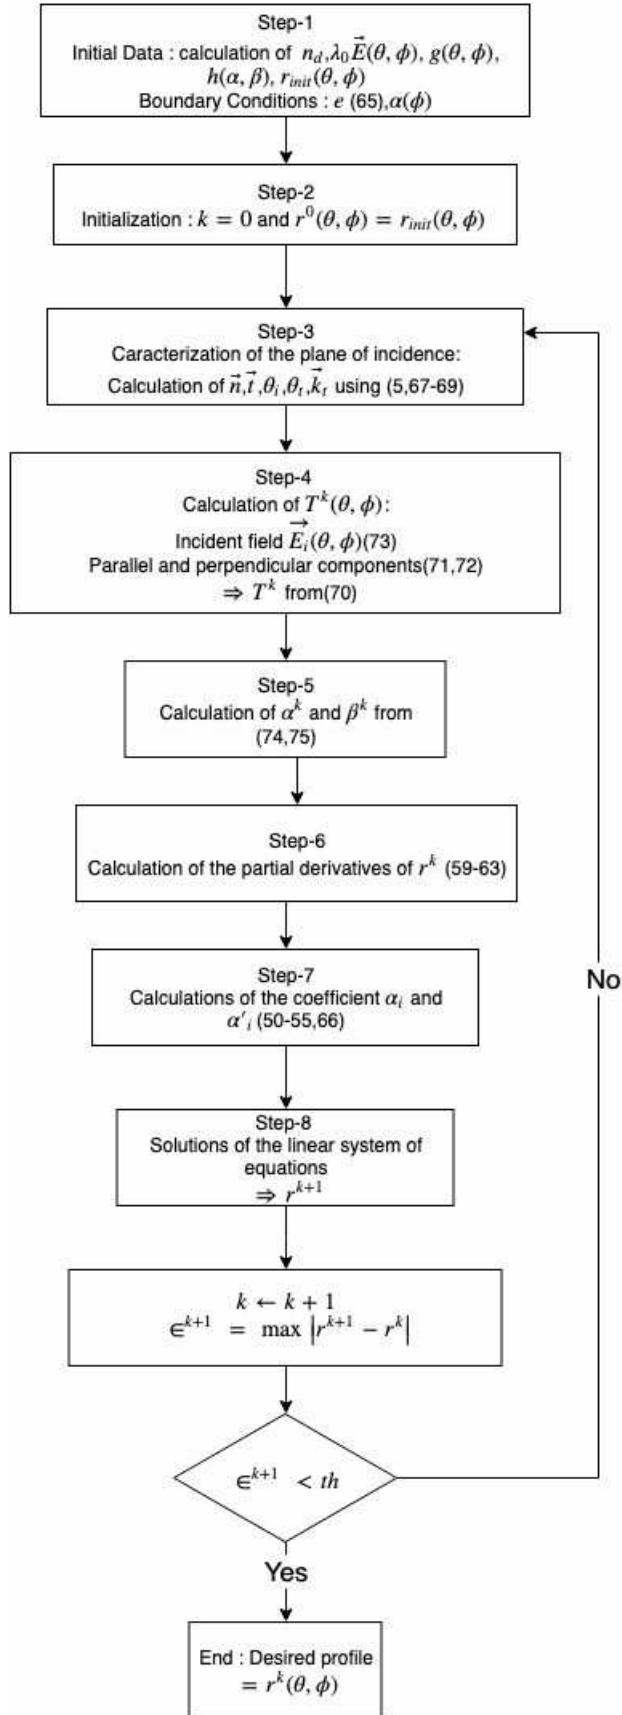 Step-1
Initial Data : calculation of n_d,λ_0 E⃗(θ, ϕ), g(θ, ϕ),
h(α, β), r_init(θ, ϕ)
Boundary Conditions : e (65),α(ϕ)
Step-2
Initialization : k = 0 and r^0(θ, ϕ) = r_init(θ, ϕ)
Step-3
Caracterization of the plane of incidence:
Calculation of n⃗,t⃗,θ_i,θ_t,k⃗_t using (5,67-69)
Step-4
Calculation of T^k(θ, ϕ):
Incident field E⃗_i(θ, ϕ)(73)
Parallel and perpendicular components(71,72)
⇒ T^k from(70)
Step-5
Calculation of α^k and β^k from
(74,75)
Step-6
Calculation of the partial derivatives of r^k (59-63)
Step-7
Calculations of the coefficient α_i and
α'_i (50-55,66)
No
Step-8
Solutions of the linear system of
equations
⇒ r^{k+1}
k ← k + 1
∈^{k+1} = max |r^{k+1} − r^k|
∈^{k+1} < th
Yes
End : Desired profile
= r^k(θ, ϕ)